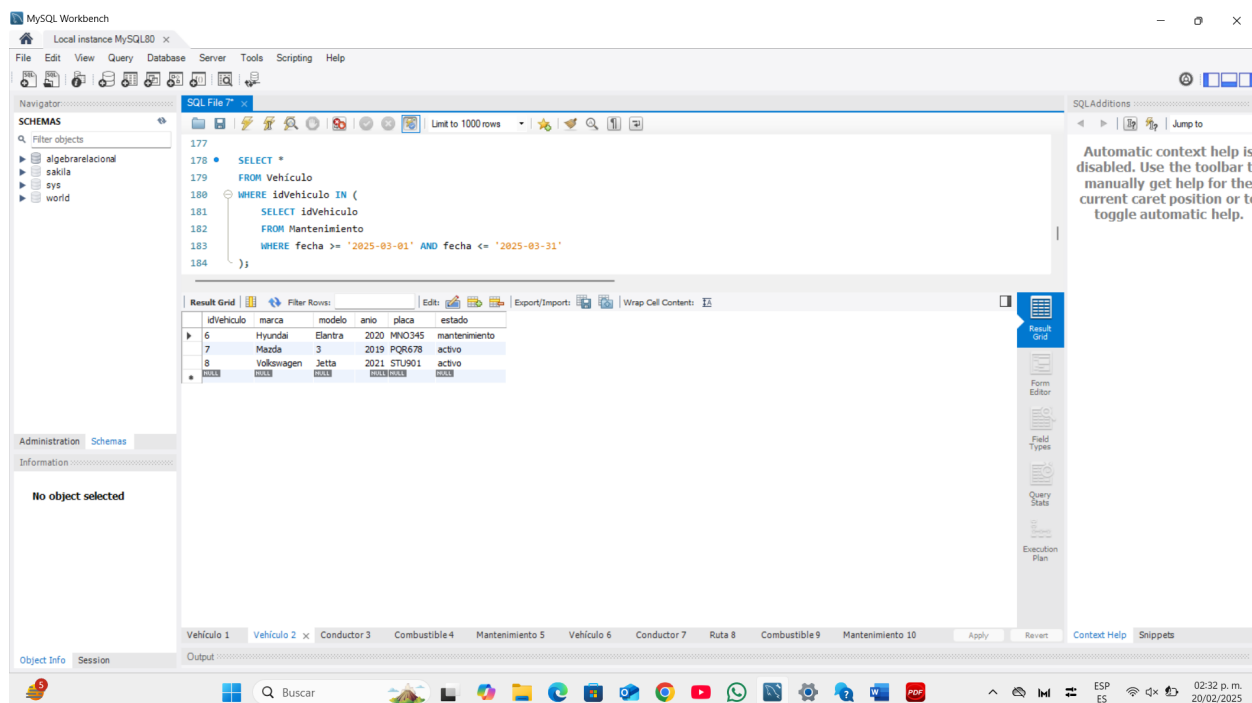 MySQL Workbench
Local instance MySQL80
File Edit View Query Database Server Tools Scripting Help
Navigator
SCHEMAS
Filter objects
algebrarelacional
sakila
sys
world
Administration Schemas
Information
No object selected
Object Info Session
SQL File 7*
Limit to 1000 rows
177
178 SELECT *
179 FROM Vehículo
180 WHERE idVehiculo IN (
181 SELECT idVehiculo
182 FROM Mantenimiento
183 WHERE fecha >= '2025-03-01' AND fecha <= '2025-03-31'
184 );
Result Grid Filter Rows: Edit: Export/Import: Wrap Cell Content:
idVehiculo marca modelo anio placa estado
6 Hyundai Elantra 2020 MNO345 mantenimiento
7 Mazda 3 2019 PQR678 activo
8 Volkswagen Jetta 2021 STU901 activo
NULL NULL NULL NULL NULL NULL
Result Grid
Form Editor
Field Types
Query Stats
Execution Plan
Vehículo 1 Vehículo 2 Conductor 3 Combustible 4 Mantenimiento 5 Vehículo 6 Conductor 7 Ruta 8 Combustible 9 Mantenimiento 10 Apply Revert
Output
SQLAdditions
Jump to
Automatic context help is
disabled. Use the toolbar t
manually get help for the
current caret position or to
toggle automatic help.
Context Help Snippets
5
Buscar
PDF
ESP
ES
02:32 p. m.
20/02/2025